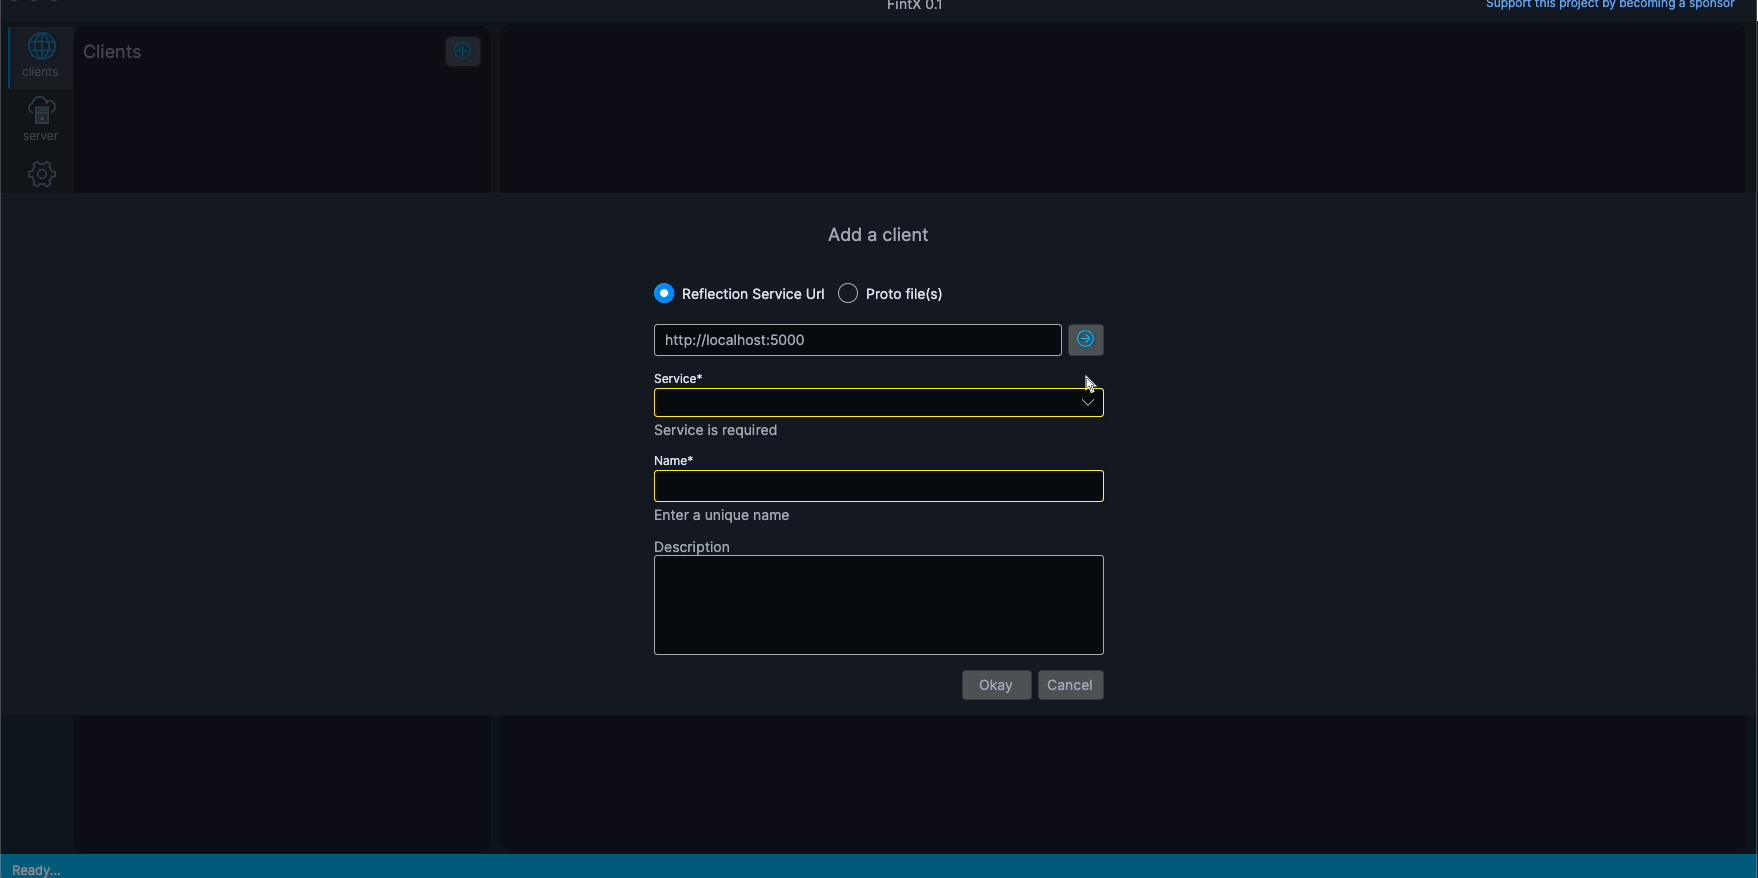 FintX 0.1
Support this project by becoming a sponsor
clients
Clients
server
Add a client
Reflection Service Url
Proto file(s)
http://localhost:5000
Service*
Service is required
Name*
Enter a unique name
Description
Okay
Cancel
Ready...